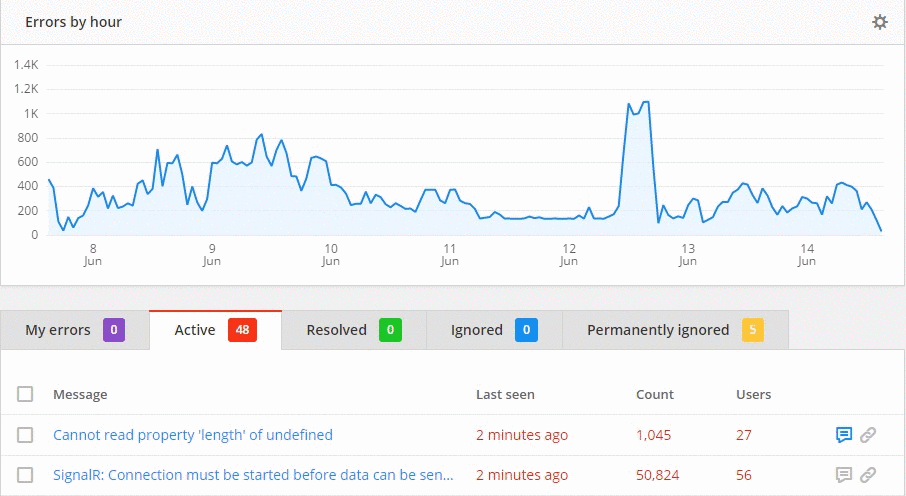 Errors by hour
1.4K
1.2K
1K
800
600
400
200
0
8 9 10 11 12 13 14
Jun Jun Jun Jun Jun Jun Jun
My errors 0 Active 48 Resolved 0 Ignored 0 Permanently ignored 5
Message Last seen Count Users
Cannot read property 'length' of undefined 2 minutes ago 1,045 27
SignalR: Connection must be started before data can be sen... 2 minutes ago 50,824 56